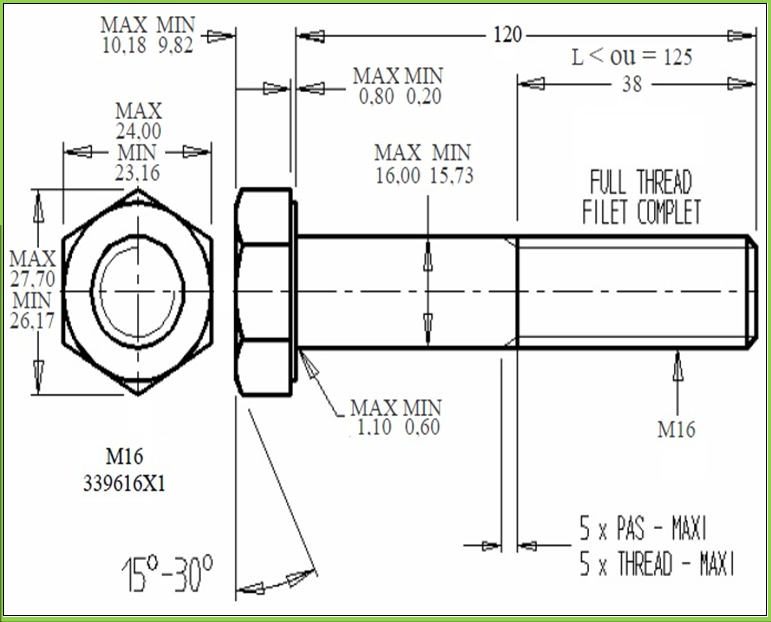 MAX MIN
10,18 9,82
120
L < ou = 125
38
MAX MIN
0,80 0,20
MAX
24,00
MIN
23,16
MAX MIN
16,00 15,73
FULL THREAD
FILET COMPLET
MAX
27,70
MIN
26,17
MAX MIN
1,10 0,60
M16
M16
339616X1
15°-30°
5 x PAS - MAXI
5 x THREAD - MAXI